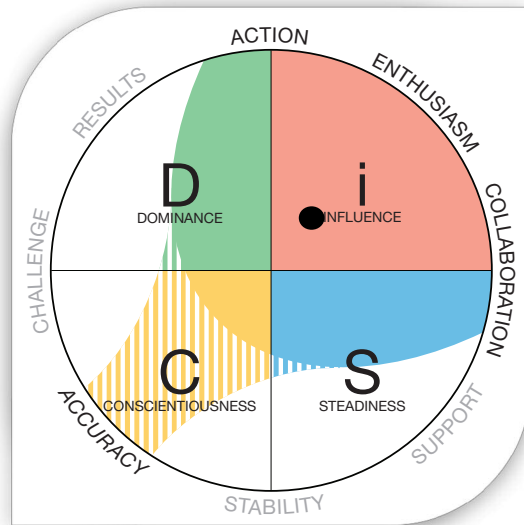 ACTION
ENTHUSIASM
RESULTS
D
DOMINANCE
i
INFLUENCE
COLLABORATION
CHALLENGE
C
CONSCIENTIOUSNESS
S
STEADINESS
ACCURACY
SUPPORT
STABILITY